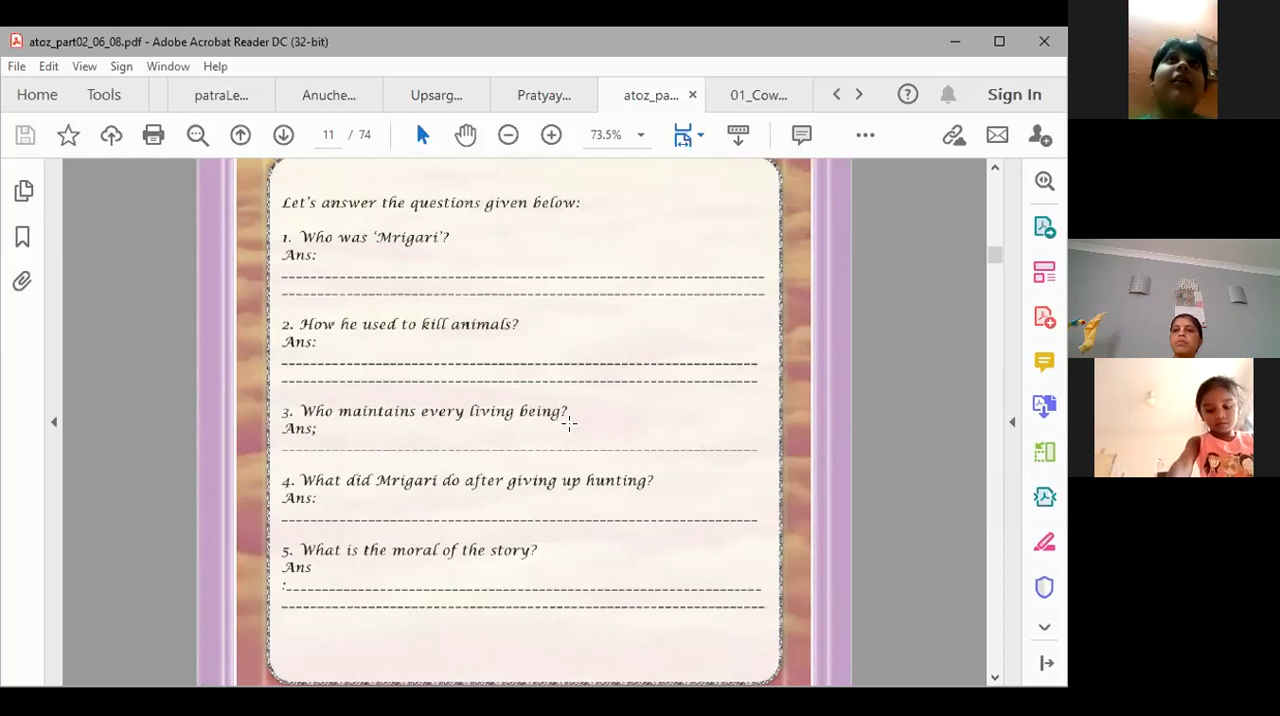 atoz_part02_06_08.pdf - Adobe Acrobat Reader DC (32-bit)
File Edit View Sign Window Help
Home Tools patraLe... Anuche... Upsarg... Pratyay... atoz_pa... 01_Cow... Sign In
11 / 74 73.5%
Let's answer the questions given below:
1. Who was 'Mrigari'?
Ans:
2. How he used to kill animals?
Ans:
3. Who maintains every living being?
Ans;
4. What did Mrigari do after giving up hunting?
Ans:
5. What is the moral of the story?
Ans
: